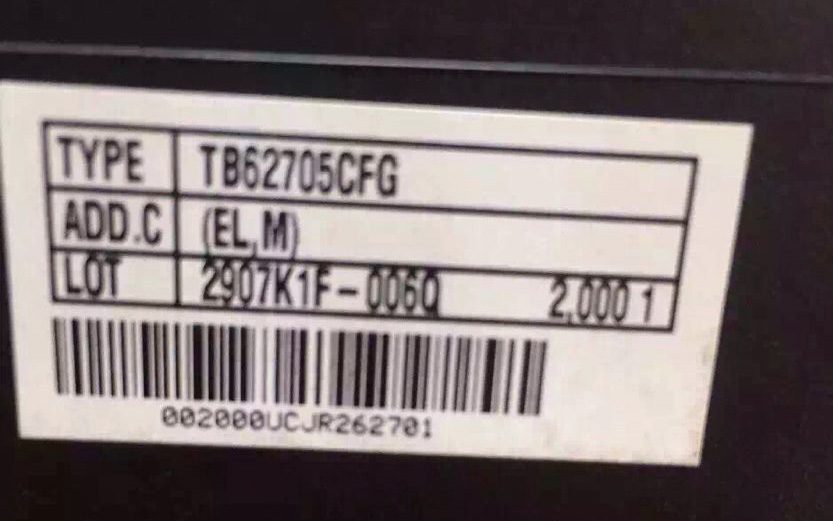 TYPE TB62705CFG
ADD.C (EL,M)
LOT 2907K1F-006Q 2,000 1
002000UCJR262701